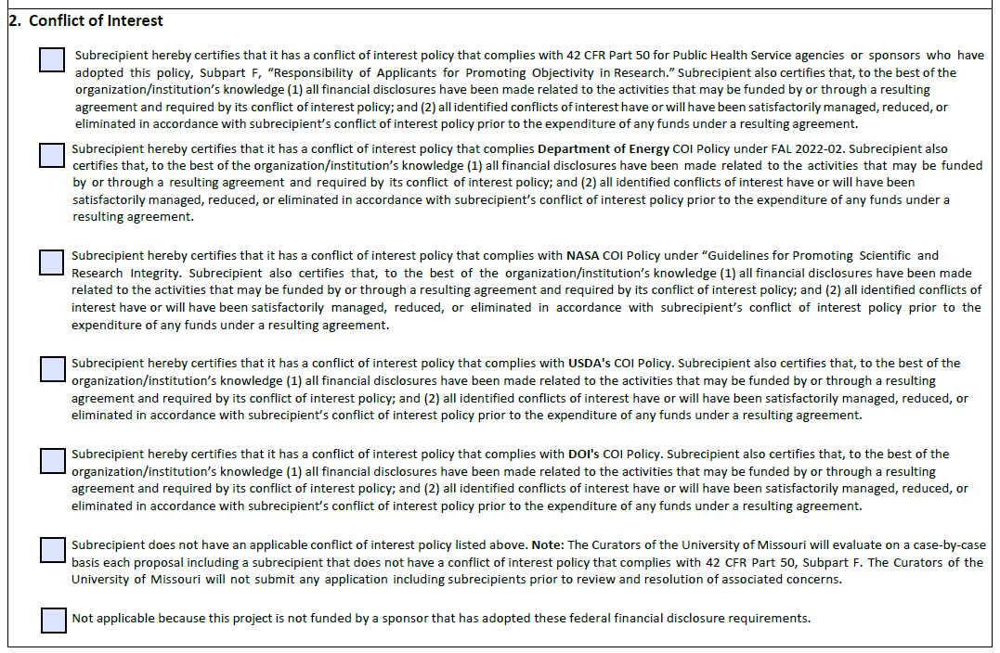 2. Conflict of Interest
Subrecipient hereby certifies that it has a conflict of interest policy that complies with 42 CFR Part 50 for Public Health Service agencies or sponsors who have
adopted this policy, Subpart F, “Responsibility of Applicants for Promoting Objectivity in Research.” Subrecipient also certifies that, to the best of the
organization/institution’s knowledge (1) all financial disclosures have been made related to the activities that may be funded by or through a resulting
agreement and required by its conflict of interest policy; and (2) all identified conflicts of interest have or will have been satisfactorily managed, reduced, or
eliminated in accordance with subrecipient’s conflict of interest policy prior to the expenditure of any funds under a resulting agreement.
Subrecipient hereby certifies that it has a conflict of interest policy that complies Department of Energy COI Policy under FAL 2022-02. Subrecipient also
certifies that, to the best of the organization/institution’s knowledge (1) all financial disclosures have been made related to the activities that may be funded
by or through a resulting agreement and required by its conflict of interest policy; and (2) all identified conflicts of interest have or will have been
satisfactorily managed, reduced, or eliminated in accordance with subrecipient’s conflict of interest policy prior to the expenditure of any funds under a
resulting agreement.
Subrecipient hereby certifies that it has a conflict of interest policy that complies with NASA COI Policy under “Guidelines for Promoting Scientific and
Research Integrity. Subrecipient also certifies that, to the best of the organization/institution’s knowledge (1) all financial disclosures have been made
related to the activities that may be funded by or through a resulting agreement and required by its conflict of interest policy; and (2) all identified conflicts of
interest have or will have been satisfactorily managed, reduced, or eliminated in accordance with subrecipient’s conflict of interest policy prior to the
expenditure of any funds under a resulting agreement.
Subrecipient hereby certifies that it has a conflict of interest policy that complies with USDA's COI Policy. Subrecipient also certifies that, to the best of the
organization/institution’s knowledge (1) all financial disclosures have been made related to the activities that may be funded by or through a resulting
agreement and required by its conflict of interest policy; and (2) all identified conflicts of interest have or will have been satisfactorily managed, reduced, or
eliminated in accordance with subrecipient’s conflict of interest policy prior to the expenditure of any funds under a resulting agreement.
Subrecipient hereby certifies that it has a conflict of interest policy that complies with DOI's COI Policy. Subrecipient also certifies that, to the best of the
organization/institution’s knowledge (1) all financial disclosures have been made related to the activities that may be funded by or through a resulting
agreement and required by its conflict of interest policy; and (2) all identified conflicts of interest have or will have been satisfactorily managed, reduced, or
eliminated in accordance with subrecipient’s conflict of interest policy prior to the expenditure of any funds under a resulting agreement.
Subrecipient does not have an applicable conflict of interest policy listed above. Note: The Curators of the University of Missouri will evaluate on a case-by-case
basis each proposal including a subrecipient that does not have a conflict of interest policy that complies with 42 CFR Part 50, Subpart F. The Curators of the
University of Missouri will not submit any application including subrecipients prior to review and resolution of associated concerns.
Not applicable because this project is not funded by a sponsor that has adopted these federal financial disclosure requirements.